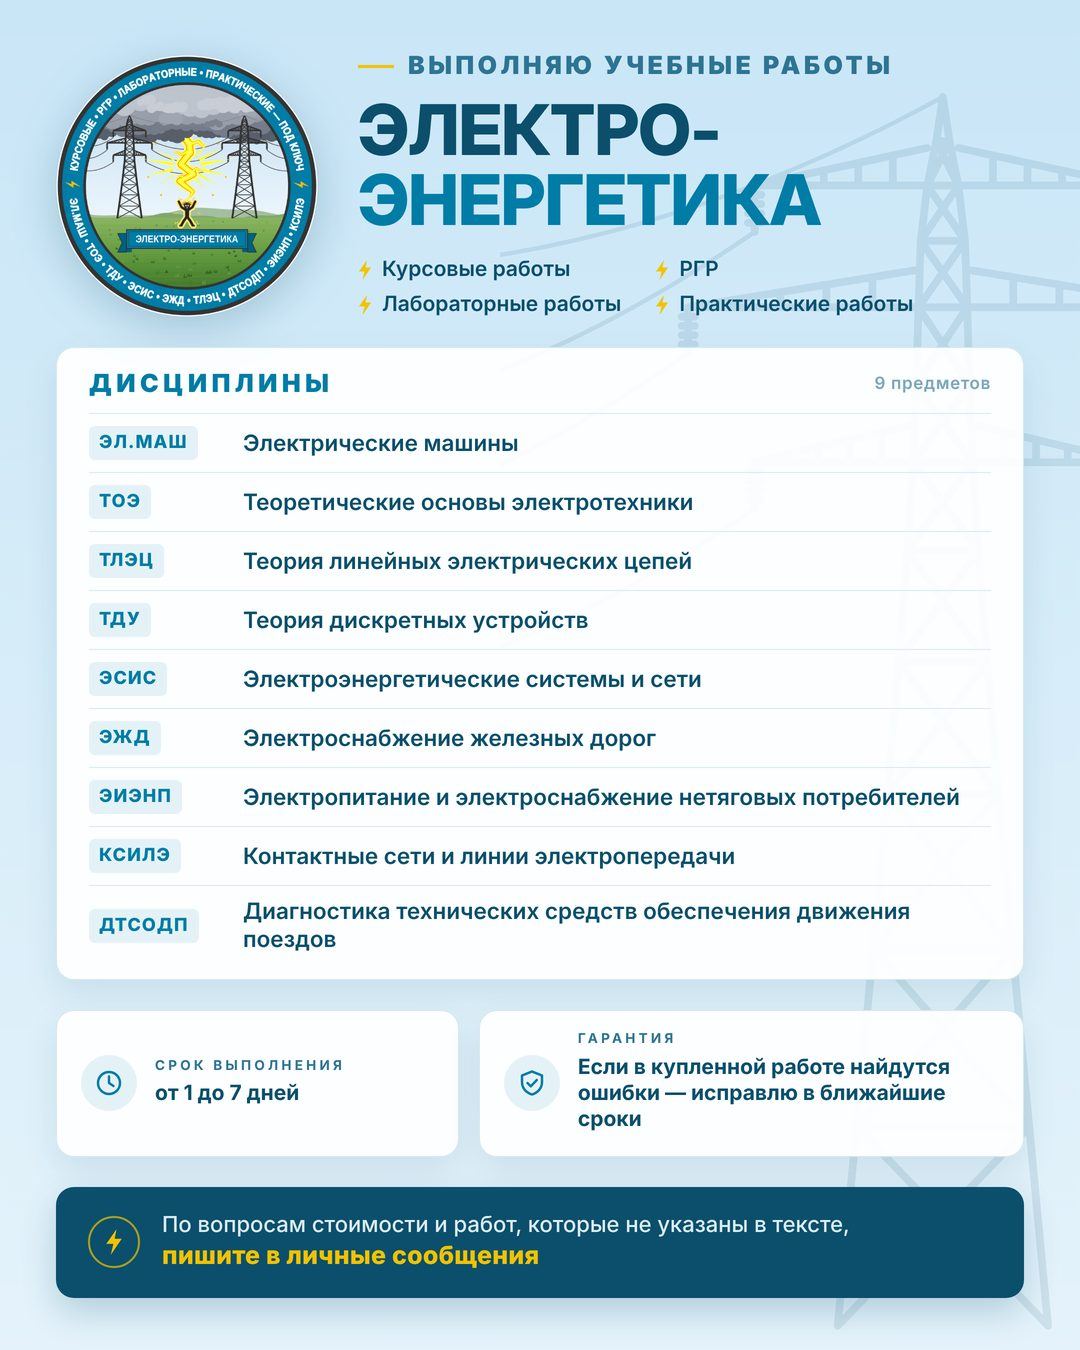 КУРСОВЫЕ • РГР • ЛАБОРАТОРНЫЕ • ПРАКТИЧЕСКИЕ — ПОД КЛЮЧ
ЭЛЕКТРО-ЭНЕРГЕТИКА
ЭЛ.МАШ • ТОЭ • ТДУ • ЭСИС • ЭЖД • ТЛЭЦ • ДТСОДП • ЭИЭНП • КСИЛЭ
ВЫПОЛНЯЮ УЧЕБНЫЕ РАБОТЫ
ЭЛЕКТРО-
ЭНЕРГЕТИКА
Курсовые работы
РГР
Лабораторные работы
Практические работы
ДИСЦИПЛИНЫ
9 предметов
ЭЛ.МАШ Электрические машины
ТОЭ Теоретические основы электротехники
ТЛЭЦ Теория линейных электрических цепей
ТДУ Теория дискретных устройств
ЭСИС Электроэнергетические системы и сети
ЭЖД Электроснабжение железных дорог
ЭИЭНП Электропитание и электроснабжение нетяговых потребителей
КСИЛЭ Контактные сети и линии электропередачи
ДТСОДП Диагностика технических средств обеспечения движения
поездов
СРОК ВЫПОЛНЕНИЯ
от 1 до 7 дней
ГАРАНТИЯ
Если в купленной работе найдутся
ошибки — исправлю в ближайшие
сроки
По вопросам стоимости и работ, которые не указаны в тексте,
пишите в личные сообщения